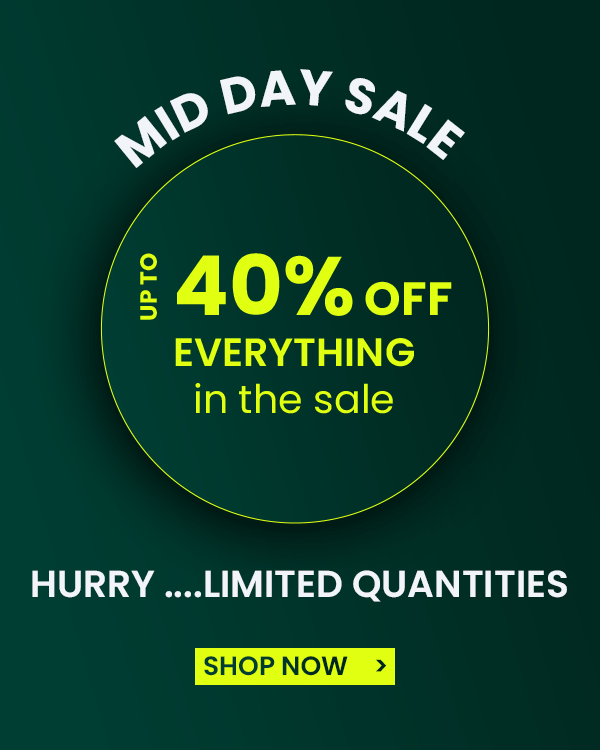 MID DAY SALE
UP TO 40% OFF
EVERYTHING
in the sale
HURRY ....LIMITED QUANTITIES
SHOP NOW >